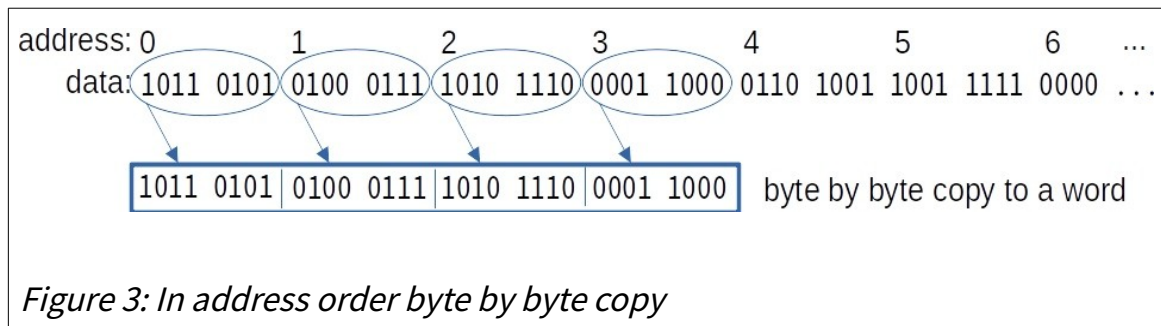 address: 0 1 2 3 4 5 6 ...
data: 1011 0101 0100 0111 1010 1110 0001 1000 0110 1001 1001 1111 0000 ...
1011 0101 0100 0111 1010 1110 0001 1000 byte by byte copy to a word
Figure 3: In address order byte by byte copy